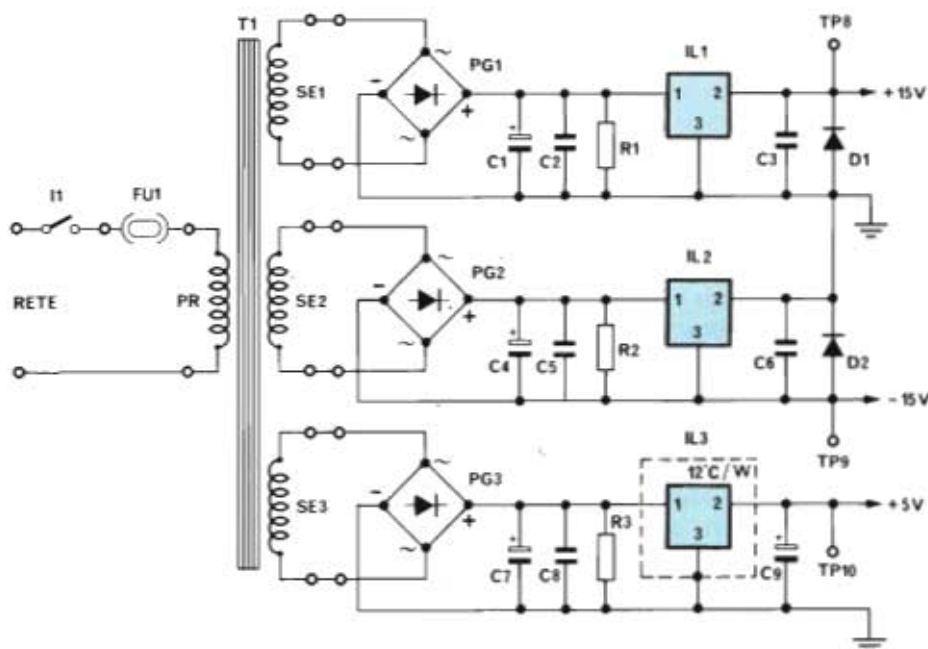 T1
TP8
SE1
~
PG1
-
+
~
IL1
1
2
3
+
C1
C2
R1
C3
D1
+15V
I1
FU1
RETE
PR
SE2
~
PG2
-
+
~
IL2
1
2
3
+
C4
C5
R2
C6
D2
-15V
TP9
SE3
~
PG3
-
+
~
IL3
12°C/W
1
2
3
+
C7
C8
R3
+
C9
+5V
TP10